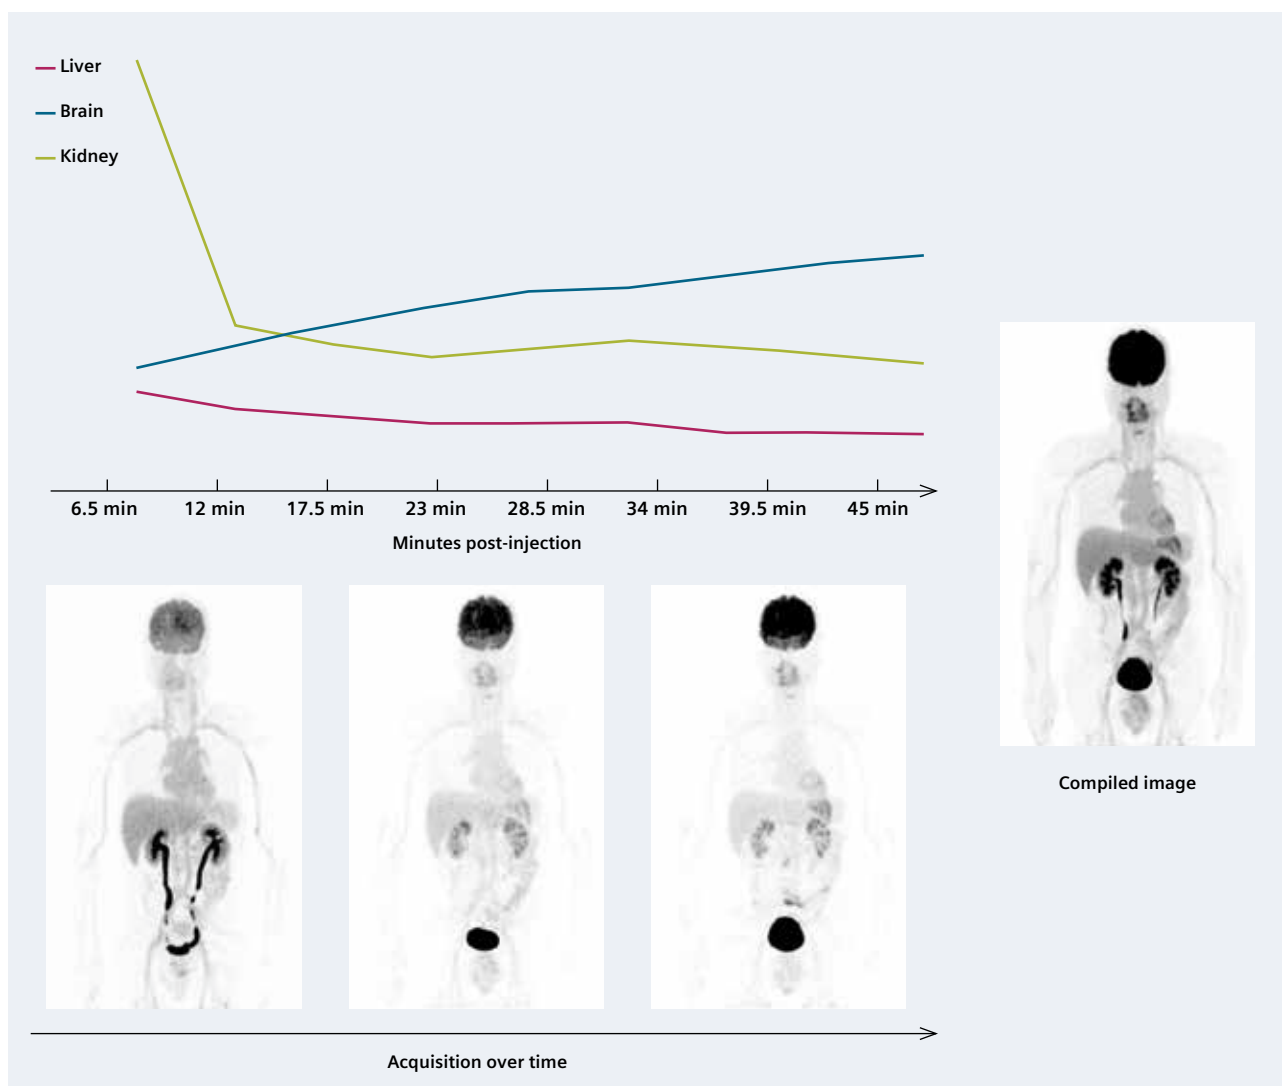 Liver
Brain
Kidney
6.5 min 12 min 17.5 min 23 min 28.5 min 34 min 39.5 min 45 min
Minutes post-injection
Compiled image
Acquisition over time